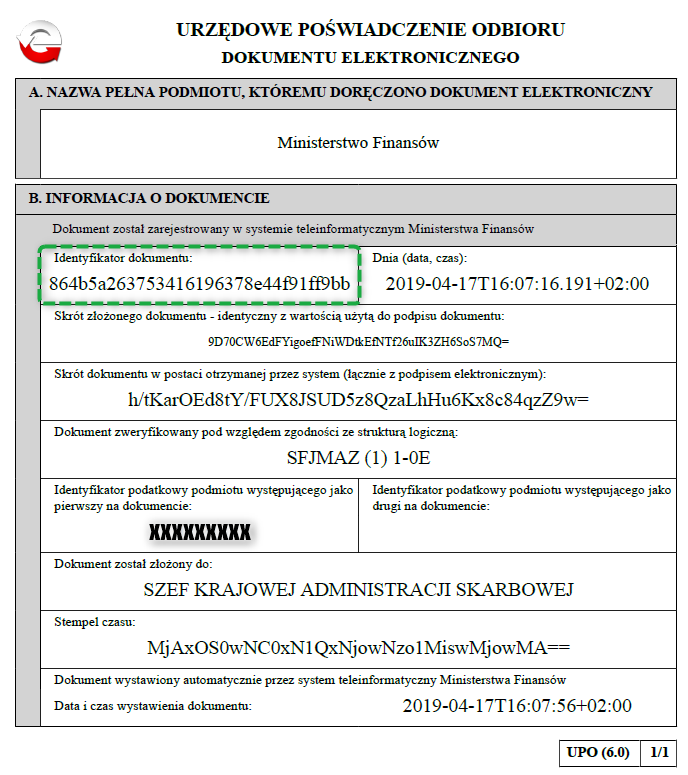 URZĘDOWE POŚWIADCZENIE ODBIORU
DOKUMENTU ELEKTRONICZNEGO
A. NAZWA PEŁNA PODMIOTU, KTÓREMU DORĘCZONO DOKUMENT ELEKTRONICZNY
Ministerstwo Finansów
B. INFORMACJA O DOKUMENCIE
Dokument został zarejestrowany w systemie teleinformatycznym Ministerstwa Finansów
Identyfikator dokumentu:
864b5a263753416196378e44f91ff9bb
Dnia (data, czas):
2019-04-17T16:07:16.191+02:00
Skrót złożonego dokumentu - identyczny z wartością użytą do podpisu dokumentu:
9D70CW6EdFYigoefFNiWDtkEfNTf26uIK3ZH6SoS7MQ=
Skrót dokumentu w postaci otrzymanej przez system (łącznie z podpisem elektronicznym):
h/tKarOEd8tY/FUX8JSUD5z8QzaLhHu6Kx8c84qzZ9w=
Dokument zweryfikowany pod względem zgodności ze strukturą logiczną:
SFJMAZ (1) 1-0E
Identyfikator podatkowy podmiotu występującego jako
pierwszy na dokumencie:
XXXXXXXXX
Identyfikator podatkowy podmiotu występującego jako
drugi na dokumencie:
Dokument został złożony do:
SZEF KRAJOWEJ ADMINISTRACJI SKARBOWEJ
Stempel czasu:
MjAxOS0wNC0xN1QxNjowNzo1MiswMjowMA==
Dokument wystawiony automatycznie przez system teleinformatyczny Ministerstwa Finansów
Data i czas wystawienia dokumentu:
2019-04-17T16:07:56+02:00
UPO (6.0)
1/1